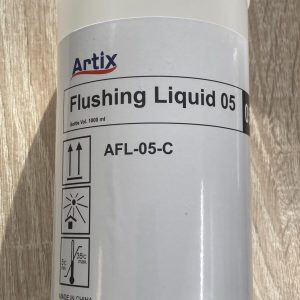 Artix
Flushing Liquid 05
Bottle Vol. 1000 ml
AFL-05-C
MADE IN CHINA